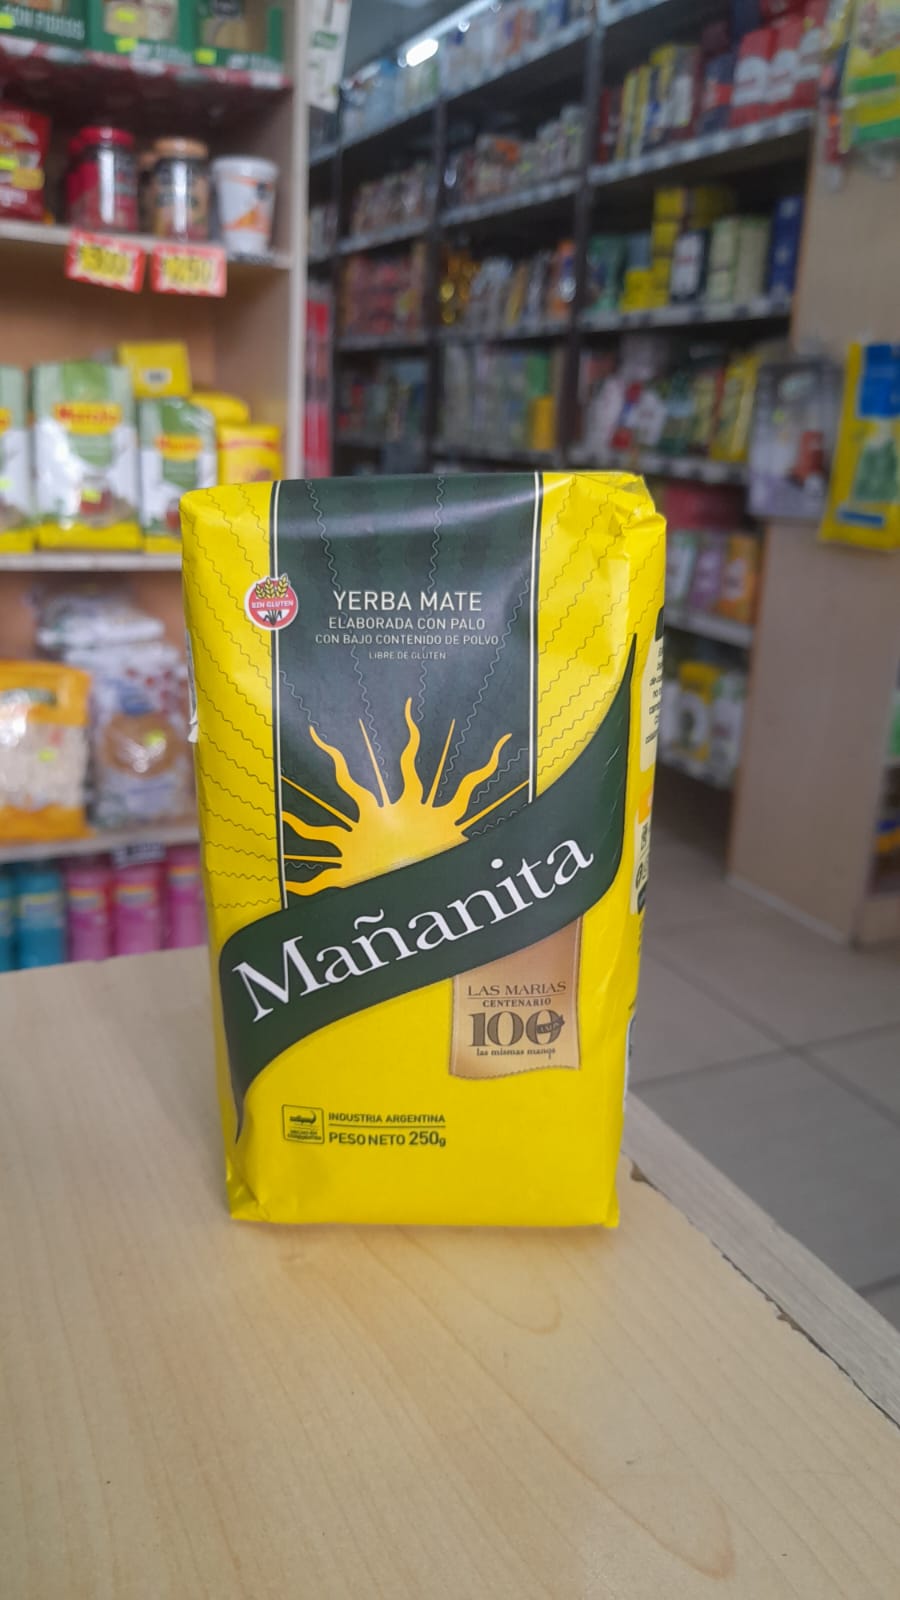 SIN GLUTEN
YERBA MATE
ELABORADA CON PALO
CON BAJO CONTENIDO DE POLVO
LIBRE DE GLUTEN
Mañanita
LAS MARIAS
CENTENARIO
100
las mismas manos
INDUSTRIA ARGENTINA
PESO NETO 250g